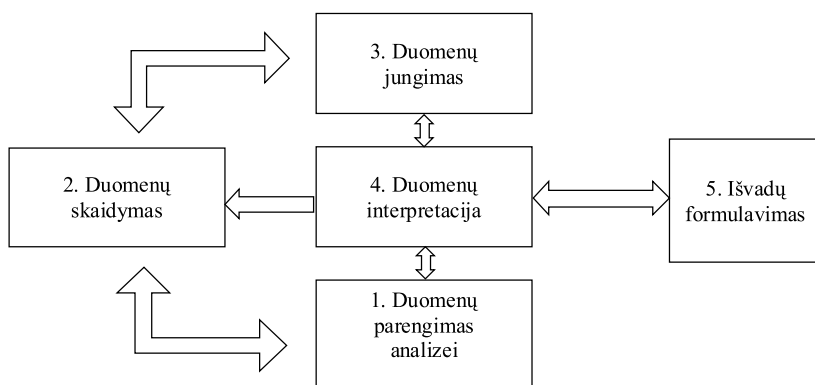 3. Duomenų
jungimas
2. Duomenų
skaidymas
4. Duomenų
interpretacija
5. Išvadų
formulavimas
1. Duomenų
parengimas
analizei